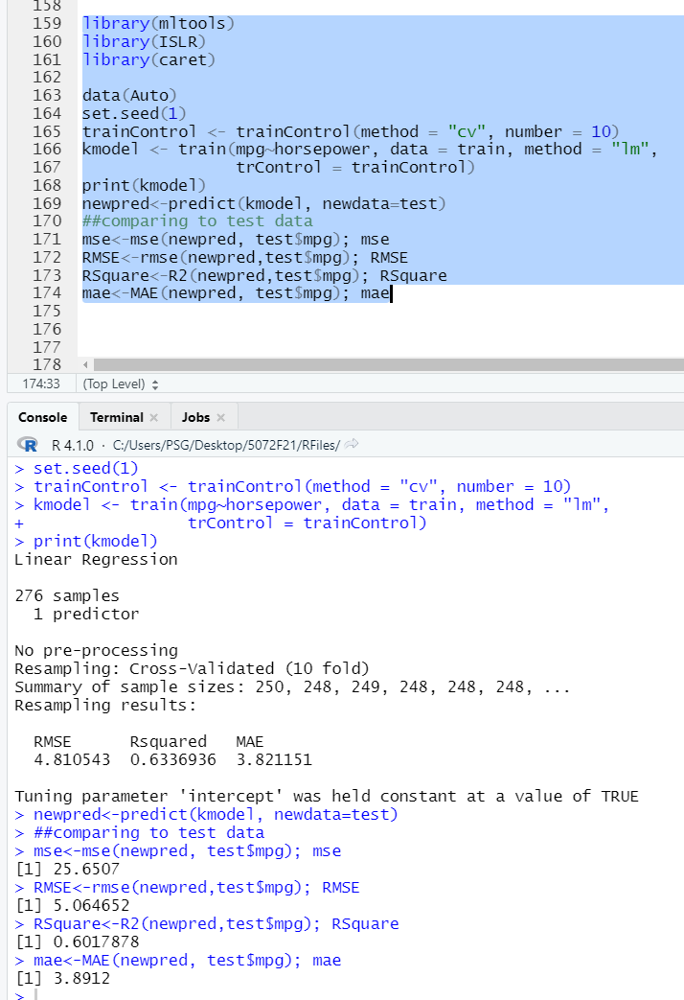 158
159 library(mltools)
160 library(ISLR)
161 library(caret)
162
163 data(Auto)
164 set.seed(1)
165 trainControl <- trainControl(method = "cv", number = 10)
166 kmodel <- train(mpg~horsepower, data = train, method = "lm",
167                 trControl = trainControl)
168 print(kmodel)
169 newpred<-predict(kmodel, newdata=test)
170 ##comparing to test data
171 mse<-mse(newpred, test$mpg); mse
172 RMSE<-rmse(newpred,test$mpg); RMSE
173 RSquare<-R2(newpred,test$mpg); RSquare
174 mae<-MAE(newpred, test$mpg); mae
175
176
177
178
174:33 (Top Level)
Console Terminal Jobs
R R 4.1.0 · C:/Users/PSG/Desktop/5072F21/RFiles/
> set.seed(1)
> trainControl <- trainControl(method = "cv", number = 10)
> kmodel <- train(mpg~horsepower, data = train, method = "lm",
+                 trControl = trainControl)
> print(kmodel)
Linear Regression

276 samples
  1 predictor

No pre-processing
Resampling: Cross-Validated (10 fold)
Summary of sample sizes: 250, 248, 249, 248, 248, 248, ...
Resampling results:

  RMSE      Rsquared   MAE
  4.810543  0.6336936  3.821151

Tuning parameter 'intercept' was held constant at a value of TRUE
> newpred<-predict(kmodel, newdata=test)
> ##comparing to test data
> mse<-mse(newpred, test$mpg); mse
[1] 25.6507
> RMSE<-rmse(newpred,test$mpg); RMSE
[1] 5.064652
> RSquare<-R2(newpred,test$mpg); RSquare
[1] 0.6017878
> mae<-MAE(newpred, test$mpg); mae
[1] 3.8912
>